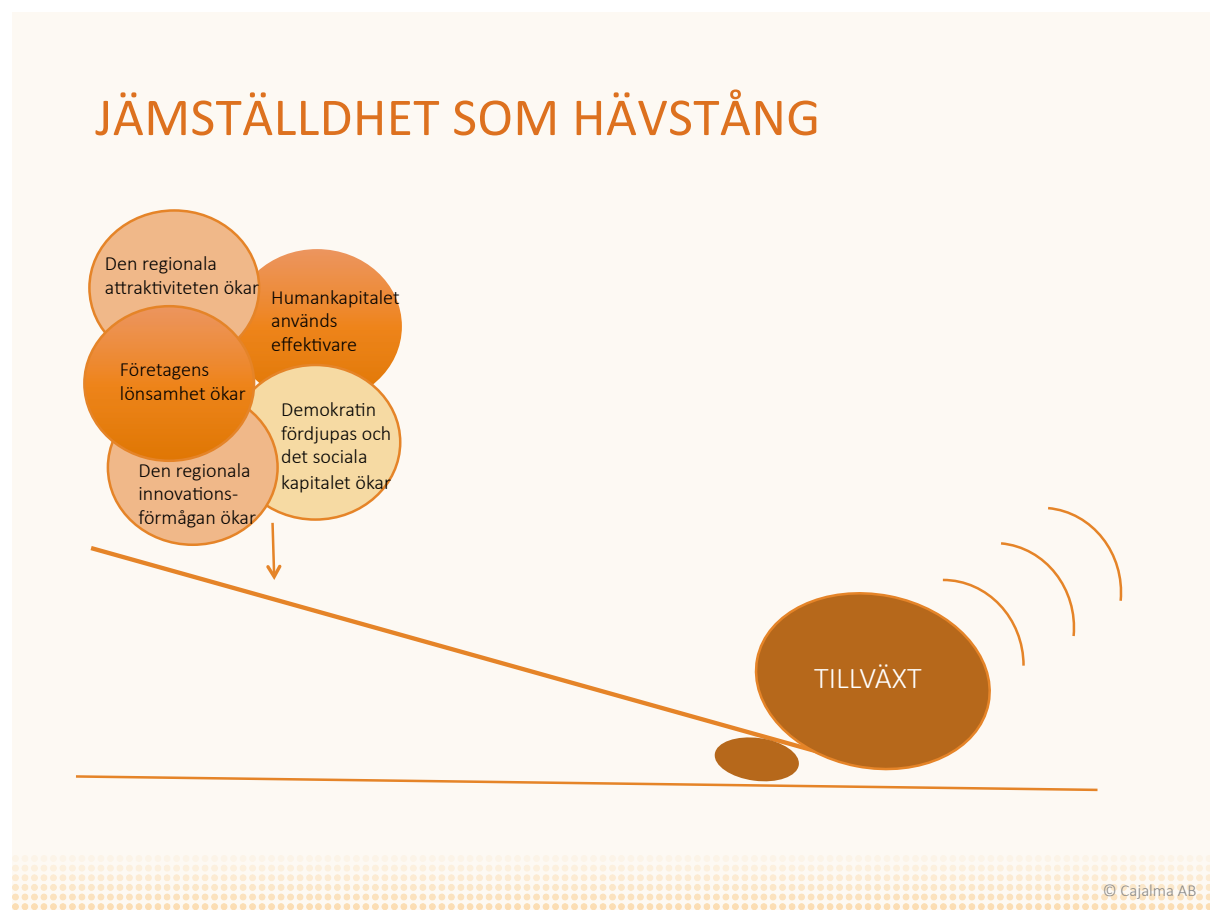 JÄMSTÄLLDHET SOM HÄVSTÅNG
Den regionala
attraktiviteten ökar
Humankapitalet
används
effektivare
Företagens
lönsamhet ökar
Demokratin
fördjupas och
det sociala
kapitalet ökar
Den regionala
innovations-
förmågan ökar
TILLVÄXT
© Cajalma AB